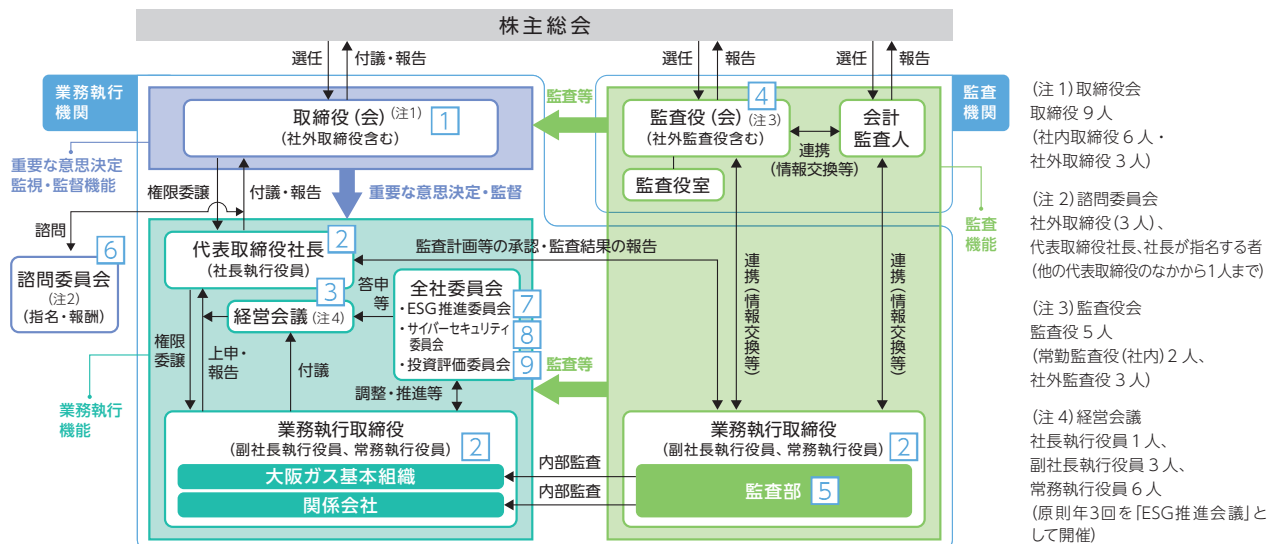 株主総会
選任
付議・報告
選任
報告
選任
報告
業務執行
機関
監査
機関
取締役(会)(注1)
1
(社外取締役含む)
監査等
4
監査役(会)(注3)
(社外監査役含む)
会計
監査人
連携
(情報交換等)
監査役室
重要な意思決定
監視・監督機能
権限委譲
付議・報告
重要な意思決定・監督
監査
機能
諮問
6
諮問委員会
(注2)
(指名・報酬)
代表取締役社長
2
(社長執行役員)
監査計画等の承認・監査結果の報告
3
経営会議(注4)
答申
等
全社委員会
・ESG推進委員会
7
・サイバーセキュリティ
委員会
8
・投資評価委員会
9
連携(情報交換等)
連携(情報交換等)
権限
委譲
上申・
報告
付議
調整・推進等
監査等
業務執行
機能
業務執行取締役
(副社長執行役員、常務執行役員)
2
大阪ガス基本組織
関係会社
内部監査
内部監査
業務執行取締役
(副社長執行役員、常務執行役員)
2
監査部
5
(注1)取締役会
取締役9人
(社内取締役6人・
社外取締役3人)
(注2)諮問委員会
社外取締役(3人)、
代表取締役社長、社長が指名する者
(他の代表取締役のなかから1人まで)
(注3)監査役会
監査役5人
(常勤監査役(社内)2人、
社外監査役3人)
(注4)経営会議
社長執行役員1人、
副社長執行役員3人、
常務執行役員6人
(原則年3回を「ESG推進会議」と
して開催)